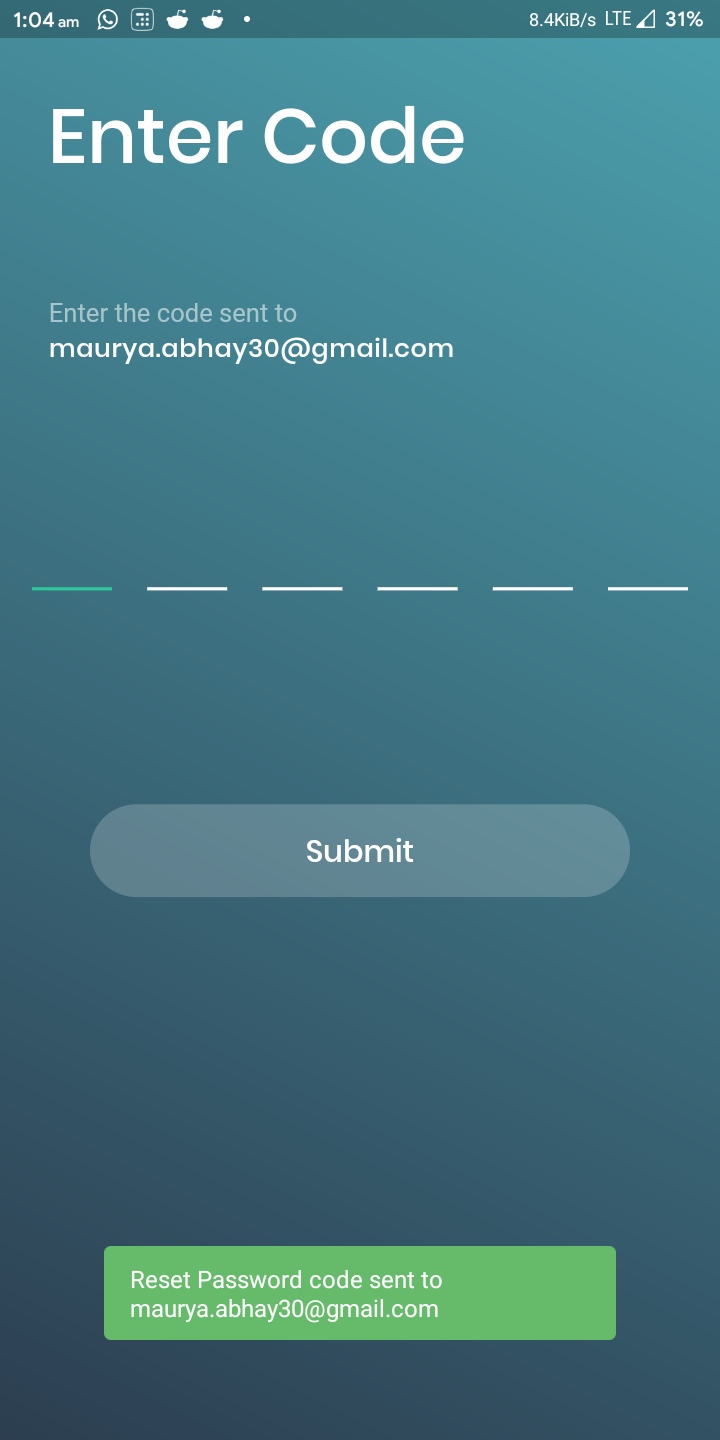 1:04 am 8.4KiB/s LTE 31%
Enter Code
Enter the code sent to
maurya.abhay30@gmail.com
Submit
Reset Password code sent to
maurya.abhay30@gmail.com